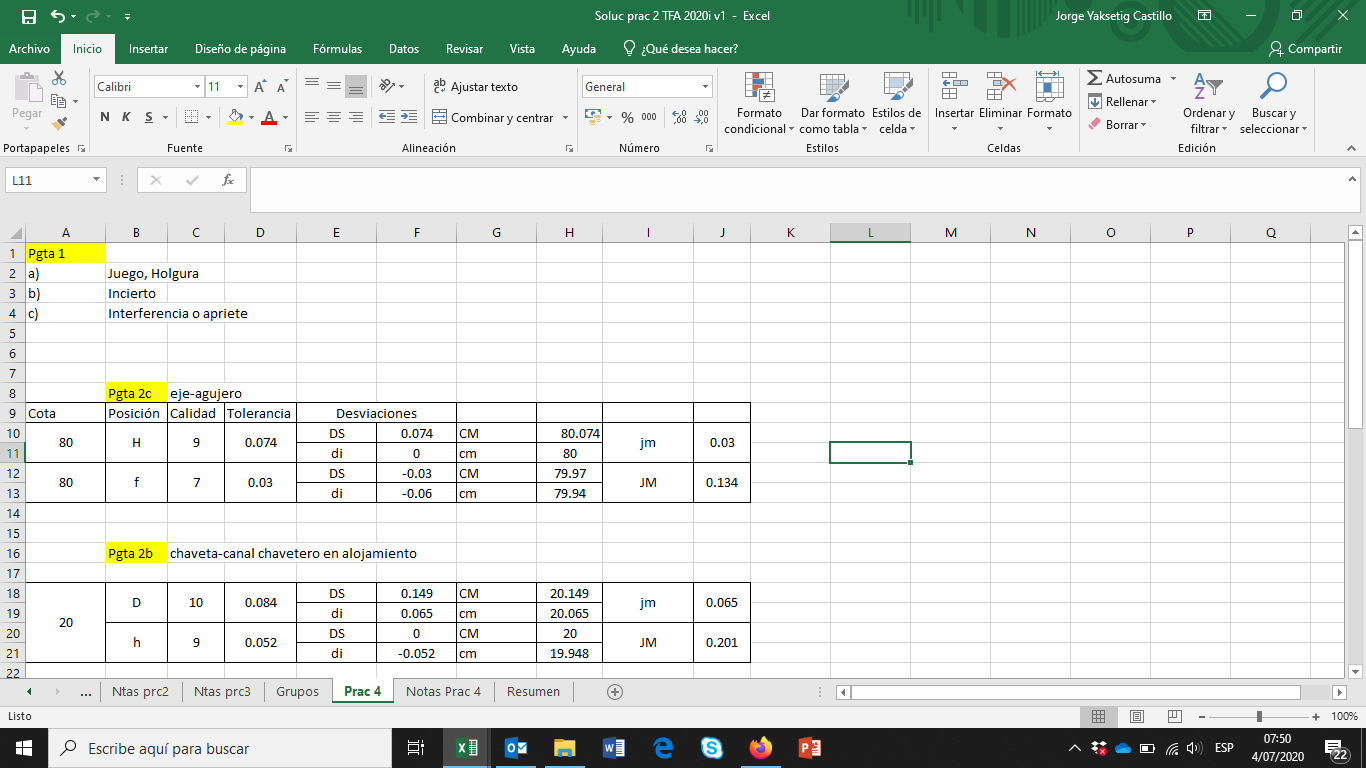 Soluc prac 2 TFA 2020i v1 - Excel
Jorge Yaksetig Castillo
Archivo Inicio Insertar Diseño de página Fórmulas Datos Revisar Vista Ayuda ¿Qué desea hacer? Compartir
Pegar
Calibri 11
N K S
Ajustar texto
Combinar y centrar
General
% 000
Formato condicional
Dar formato como tabla
Estilos de celda
Insertar Eliminar Formato
Autosuma
Rellenar
Borrar
Ordenar y filtrar
Buscar y seleccionar
Portapapeles Fuente Alineación Número Estilos Celdas Edición
L11 fx
A B C D E F G H I J K L M N O P Q
1 Pgta 1
2 a) Juego, Holgura
3 b) Incierto
4 c) Interferencia o apriete
5
6
7
8 Pgta 2c eje-agujero
9 Cota Posición Calidad Tolerancia Desviaciones
10 80 H 9 0.074 DS 0.074 CM 80.074 jm 0.03
11 di 0 cm 80
12 80 f 7 0.03 DS -0.03 CM 79.97 JM 0.134
13 di -0.06 cm 79.94
14
15
16 Pgta 2b chaveta-canal chavetero en alojamiento
17
18 20 D 10 0.084 DS 0.149 CM 20.149 jm 0.065
19 di 0.065 cm 20.065
20 h 9 0.052 DS 0 CM 20 JM 0.201
21 di -0.052 cm 19.948
22
... Ntas prc2 Ntas prc3 Grupos Prac 4 Notas Prac 4 Resumen
Listo 100%
Escribe aquí para buscar
ESP
07:50
4/07/2020
22